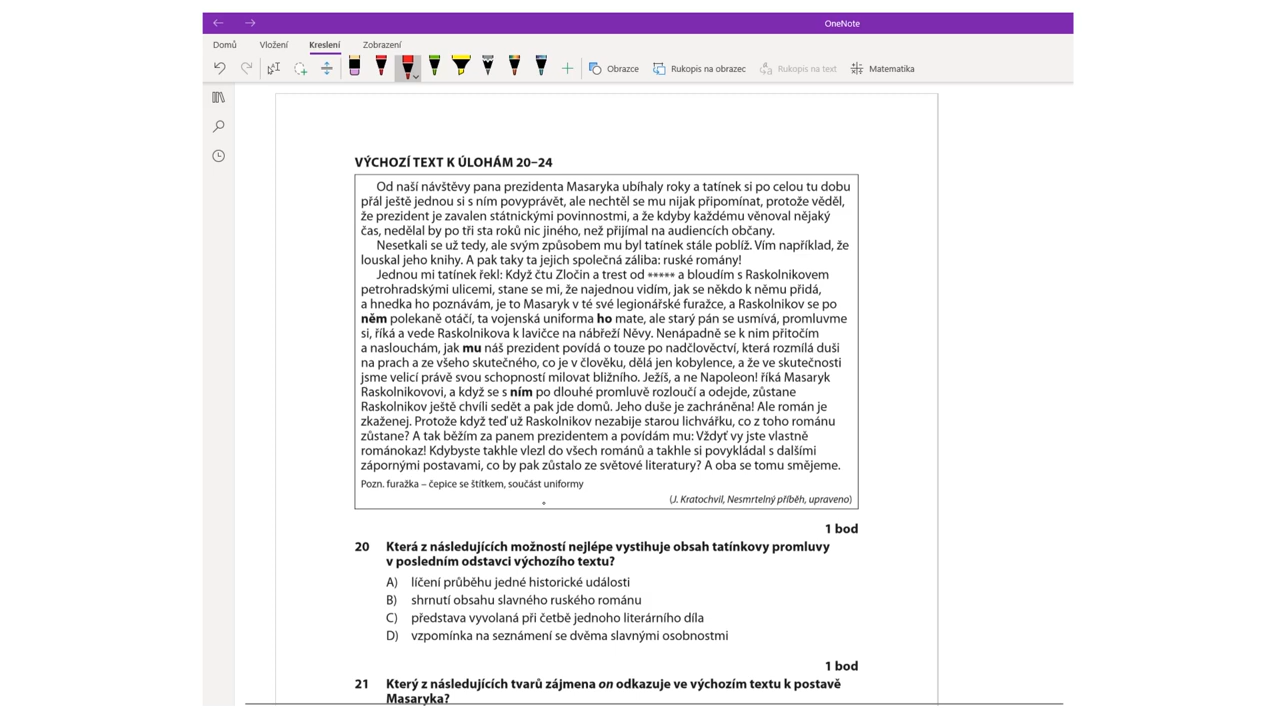 OneNote
Domů Vložení Kreslení Zobrazení
Obrazce Rukopis na obrazec Rukopis na text Matematika
VÝCHOZÍ TEXT K ÚLOHÁM 20–24
Od naší návštěvy pana prezidenta Masaryka ubíhaly roky a tatínek si po celou tu dobu
přál ještě jednou si s ním povyprávět, ale nechtěl se mu nijak připomínat, protože věděl,
že prezident je zavalen státnickými povinnostmi, a že kdyby každému věnoval nějaký
čas, nedělal by po tři sta roků nic jiného, než přijímal na audiencích občany.
Nesetkali se už tedy, ale svým způsobem mu byl tatínek stále poblíž. Vím například, že
louskal jeho knihy. A pak taky ta jejich společná záliba: ruské romány!
Jednou mi tatínek řekl: Když čtu Zločin a trest od ***** a bloudím s Raskolnikovem
petrohradskými ulicemi, stane se mi, že najednou vidím, jak se někdo k němu přidá,
a hnedka ho poznávám, je to Masaryk v té své legionářské furažce, a Raskolnikov se po
něm polekaně otáčí, ta vojenská uniforma ho mate, ale starý pán se usmívá, promluvme
si, říká a vede Raskolnikova k lavičce na nábřeží Něvy. Nenápadně se k nim přitočím
a naslouchám, jak mu náš prezident povídá o touze po nadčlověctví, která rozmílá duši
na prach a ze všeho skutečného, co je v člověku, dělá jen kobylence, a že ve skutečnosti
jsme velicí právě svou schopností milovat bližního. Ježíš, a ne Napoleon! říká Masaryk
Raskolnikovovi, a když se s ním po dlouhé promluvě rozloučí a odejde, zůstane
Raskolnikov ještě chvíli sedět a pak jde domů. Jeho duše je zachráněna! Ale román je
zkaženej. Protože když teď už Raskolnikov nezabije starou lichvářku, co z toho románu
zůstane? A tak běžím za panem prezidentem a povídám mu: Vždyť vy jste vlastně
románokaz! Kdybyste takhle vlezl do všech románů a takhle si povykládal s dalšími
zápornými postavami, co by pak zůstalo ze světové literatury? A oba se tomu smějeme.
Pozn. furažka – čepice se štítkem, součást uniformy
(J. Kratochvil, Nesmrtelný příběh, upraveno)
1 bod
20 Která z následujících možností nejlépe vystihuje obsah tatínkovy promluvy
v posledním odstavci výchozího textu?
A) líčení průběhu jedné historické události
B) shrnutí obsahu slavného ruského románu
C) představa vyvolaná při četbě jednoho literárního díla
D) vzpomínka na seznámení se dvěma slavnými osobnostmi
1 bod
21 Který z následujících tvarů zájmena on odkazuje ve výchozím textu k postavě
Masaryka?